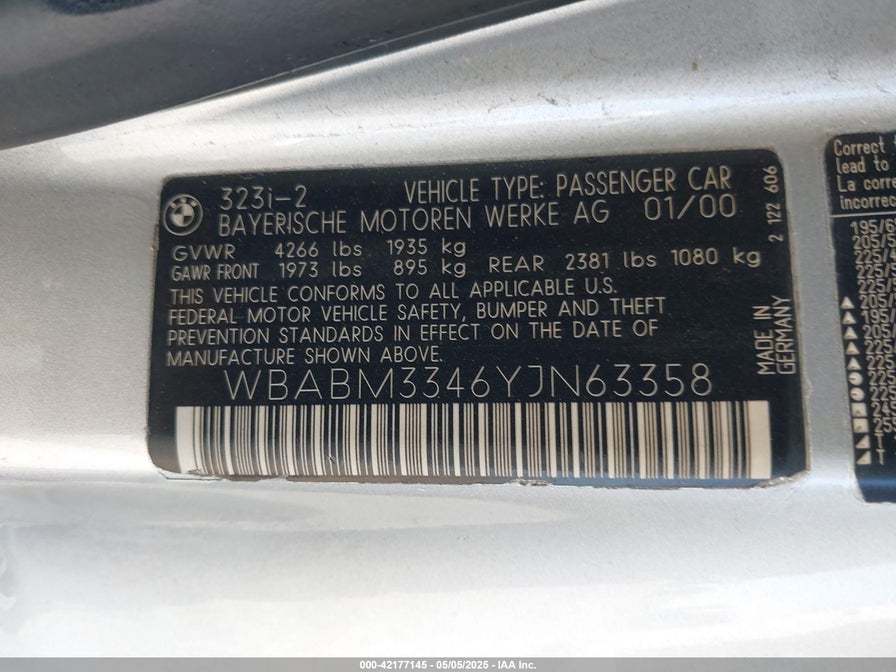 323i-2 VEHICLE TYPE: PASSENGER CAR
BAYERISCHE MOTOREN WERKE AG 01/00
GVWR 4266 lbs 1935 kg
GAWR FRONT 1973 lbs 895 kg REAR 2381 lbs 1080 kg
THIS VEHICLE CONFORMS TO ALL APPLICABLE U.S.
FEDERAL MOTOR VEHICLE SAFETY, BUMPER AND THEFT
PREVENTION STANDARDS IN EFFECT ON THE DATE OF
MANUFACTURE SHOWN ABOVE.
WBABM3346YJN63358
2 122 606
MADE IN
GERMANY
Correct
lead to
La corre
incorrec
000-42177145 - 05/05/2025 - IAA Inc.